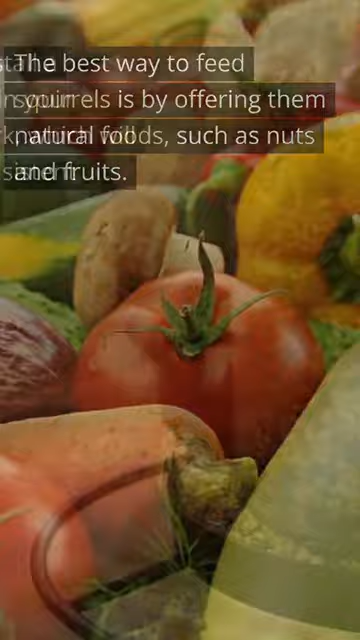 The best way to feed
squirrels is by offering them
natural foods, such as nuts
and fruits.